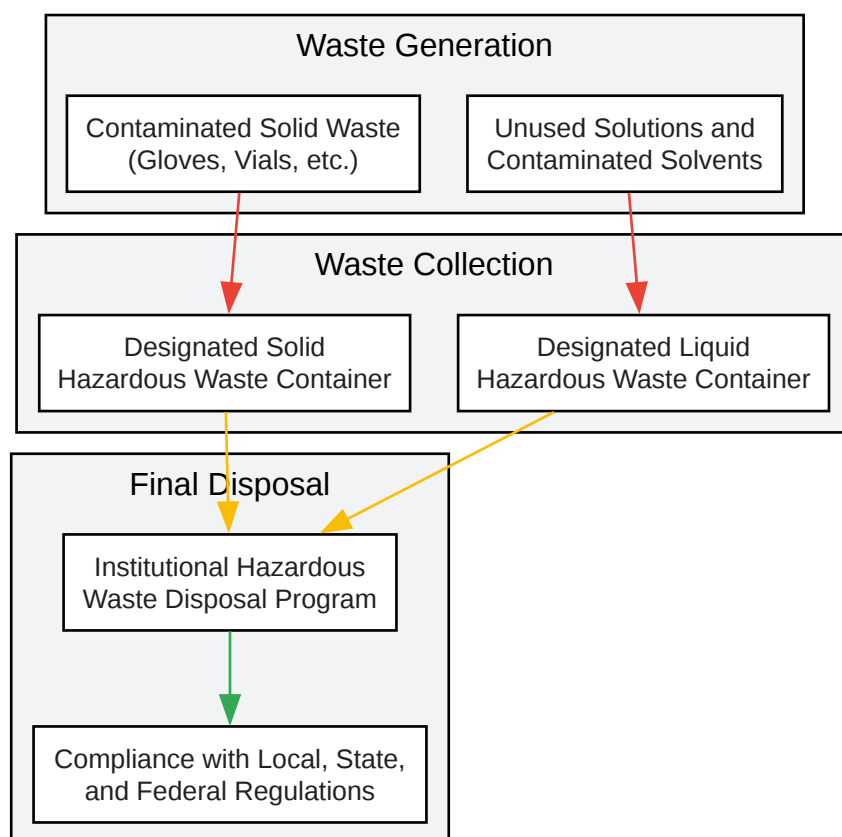 Waste Generation
Contaminated Solid Waste
(Gloves, Vials, etc.)
Unused Solutions and
Contaminated Solvents
Waste Collection
Designated Solid
Hazardous Waste Container
Designated Liquid
Hazardous Waste Container
Final Disposal
Institutional Hazardous
Waste Disposal Program
Compliance with Local, State,
and Federal Regulations